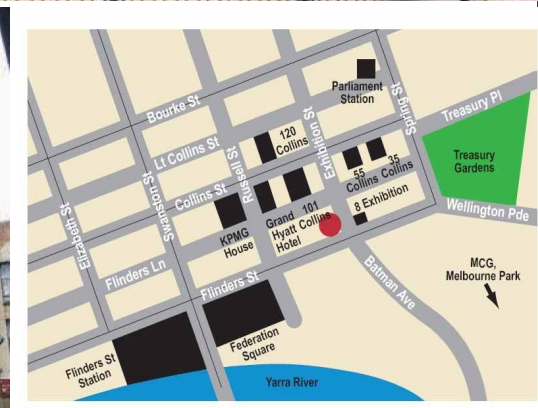 Bourke St
Parliament
Station
Lt Collins St
120
Collins
Exhibition St
Spring St
Treasury Pl
Treasury
Gardens
Elizabeth St
Swanston St
Russell St
Collins St
55
Collins
35
Collins
8 Exhibition
Wellington Pde
KPMG
House
Grand
Hyatt
Hotel
101
Collins
Flinders Ln
Flinders St
Batman Ave
MCG,
Melbourne Park
Flinders St
Station
Federation
Square
Yarra River